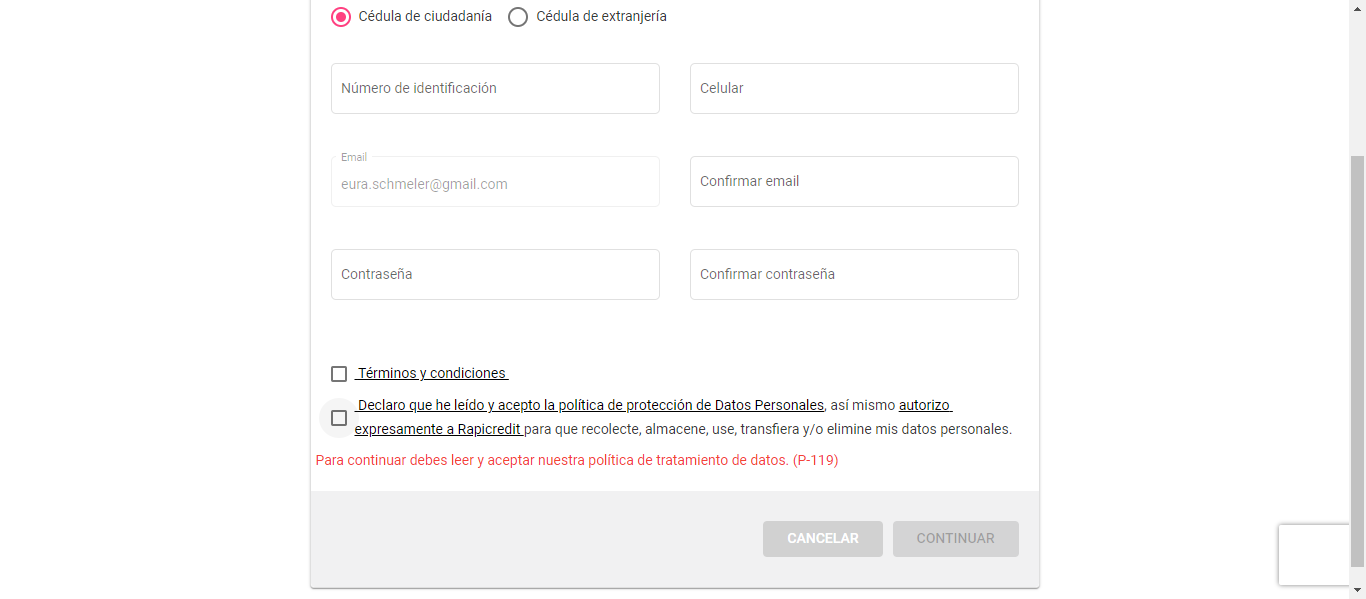 Cédula de ciudadanía Cédula de extranjería
Número de identificación Celular
Email
eura.schmeler@gmail.com Confirmar email
Contraseña Confirmar contraseña
Términos y condiciones
Declaro que he leído y acepto la política de protección de Datos Personales, así mismo autorizo
expresamente a Rapicredit para que recolecte, almacene, use, transfiera y/o elimine mis datos personales.
Para continuar debes leer y aceptar nuestra política de tratamiento de datos. (P-119)
CANCELAR CONTINUAR